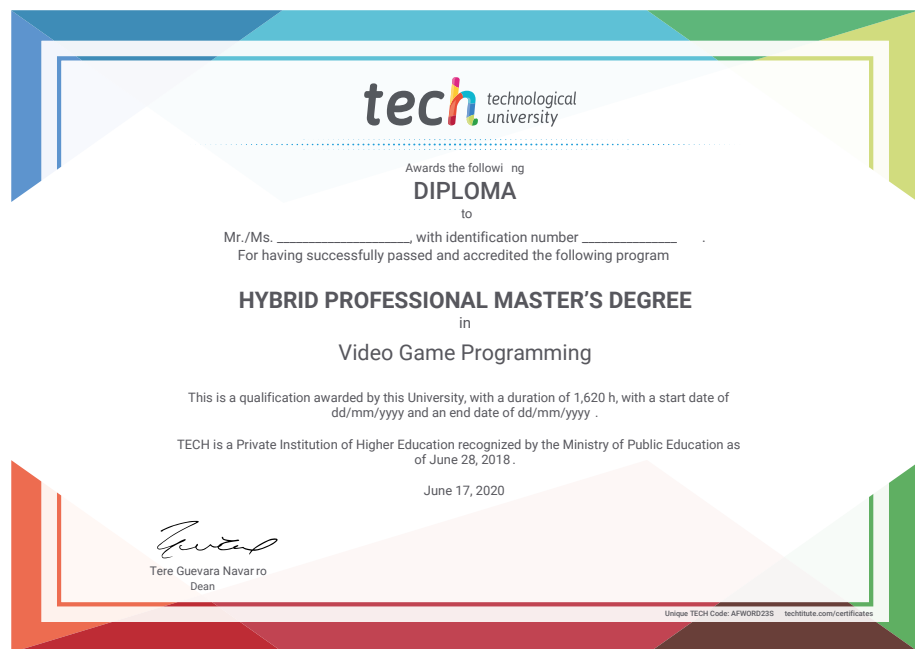 tech technological
university
Awards the followi ng
DIPLOMA
to
Mr./Ms. ____________________, with identification number ______________ .
For having successfully passed and accredited the following program
HYBRID PROFESSIONAL MASTER'S DEGREE
in
Video Game Programming
This is a qualification awarded by this University, with a duration of 1,620 h, with a start date of
dd/mm/yyyy and an end date of dd/mm/yyyy .
TECH is a Private Institution of Higher Education recognized by the Ministry of Public Education as
of June 28, 2018 .
June 17, 2020
Tere Guevara Navar ro
Dean
Unique TECH Code: AFWORD23S techtitute.com/certificates